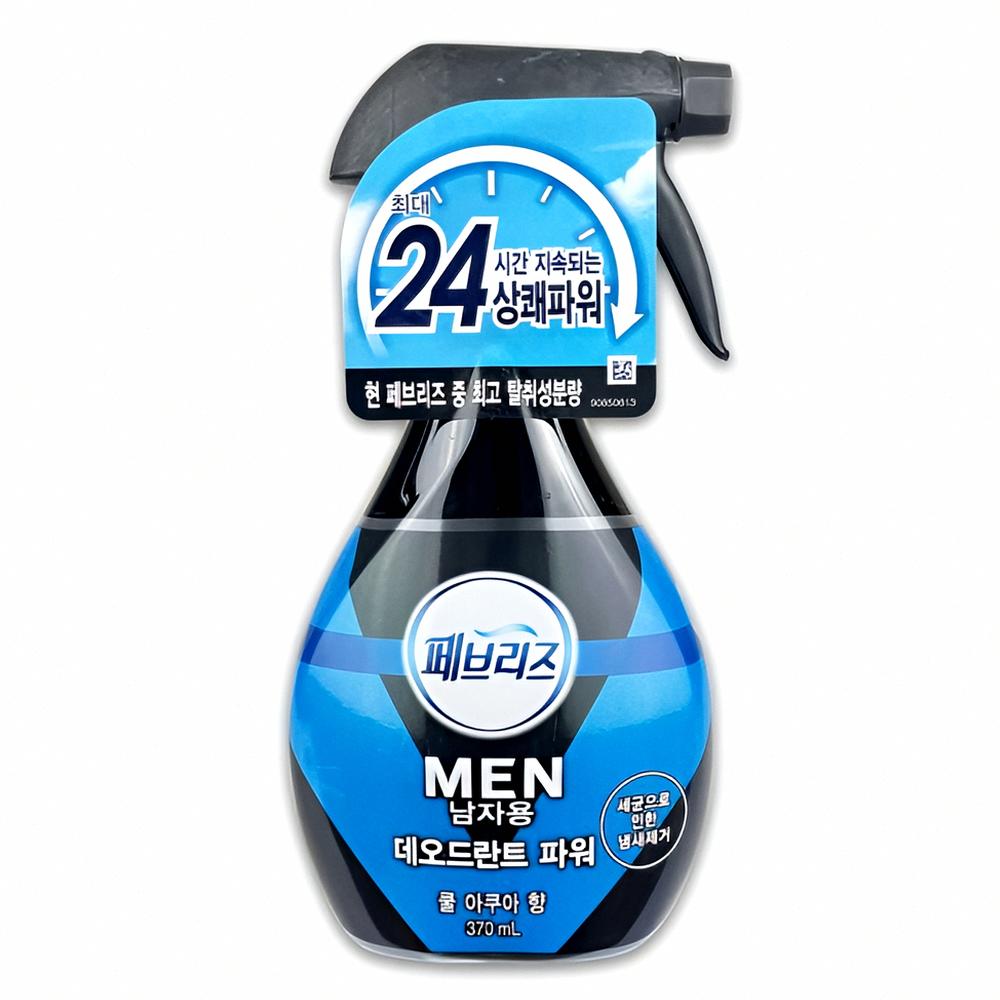 최대
24 시간 지속되는
상쾌파워
현 페브리즈 중 최고 탈취성분량
페브리즈
MEN
남자용
데오드란트 파워
세균으로
인한
냄새제거
쿨 아쿠아 향
370 mL